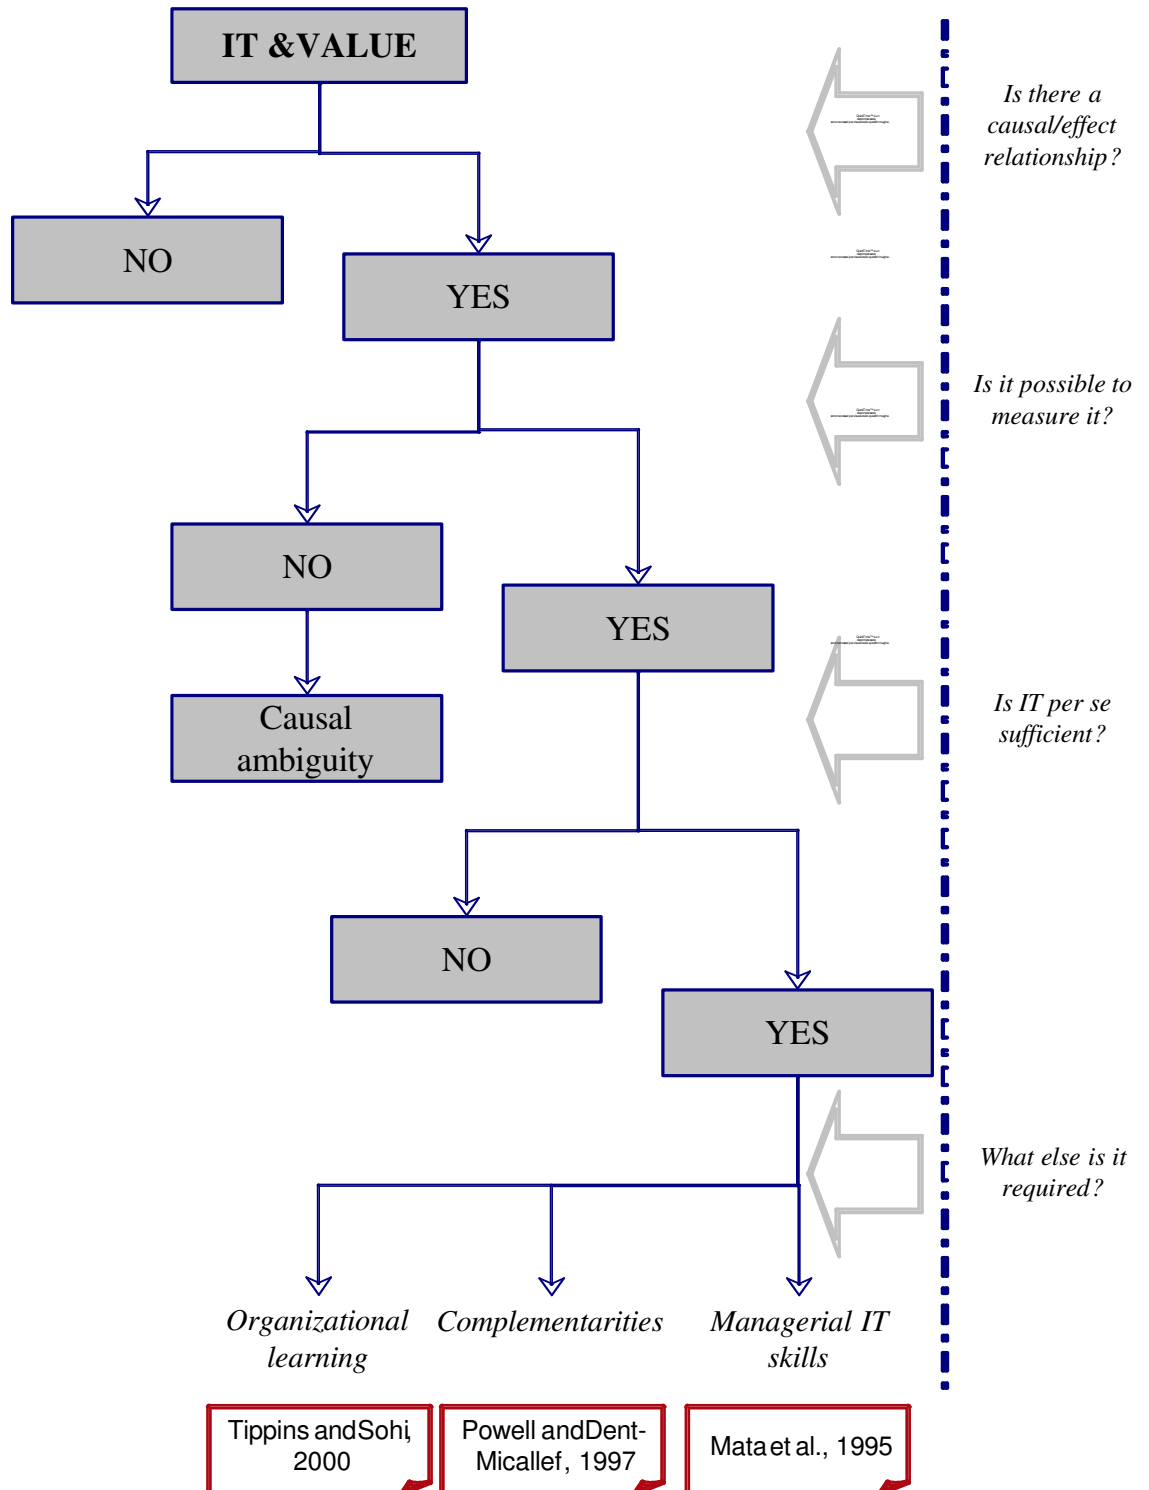 IT &VALUE
Is there a
causal/effect
relationship?
NO
YES
Is it possible to
measure it?
NO
YES
Causal
ambiguity
Is IT per se
sufficient?
NO
YES
What else is it
required?
Organizational
learning
Complementarities
Managerial IT
skills
Tippins and Sohi,
2000
Powell and Dent-
Micallef, 1997
Mata et al., 1995